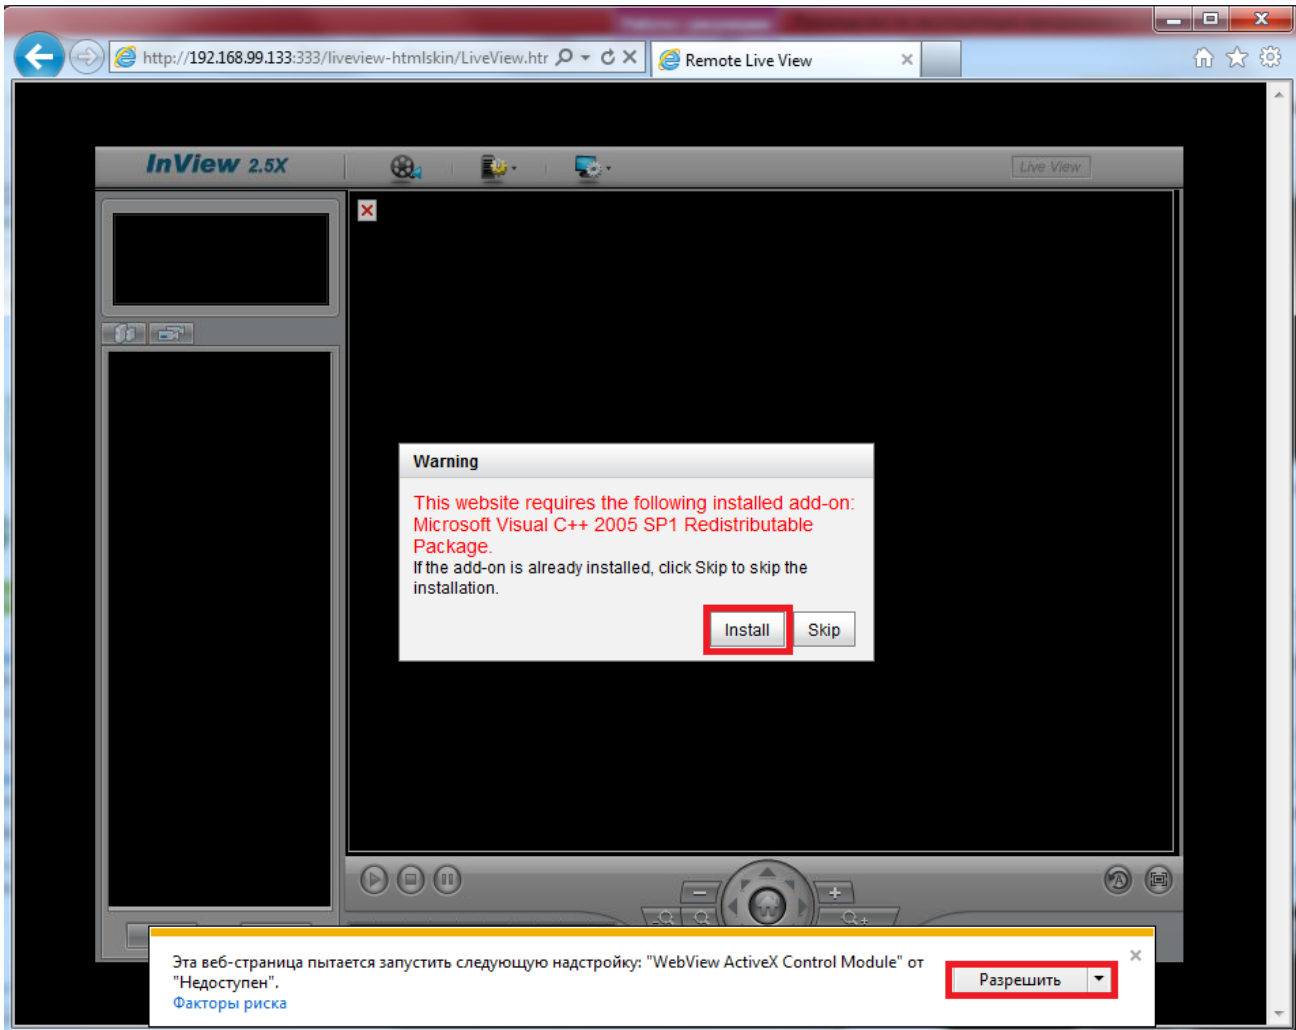 http://192.168.99.133:333/liveview-htmlskin/LiveView.htr
Remote Live View
InView 2.5X
Live View
Warning
This website requires the following installed add-on:
Microsoft Visual C++ 2005 SP1 Redistributable
Package.
If the add-on is already installed, click Skip to skip the
installation.
Install
Skip
Эта веб-страница пытается запустить следующую надстройку: "WebView ActiveX Control Module" от
"Недоступен".
Разрешить
Факторы риска